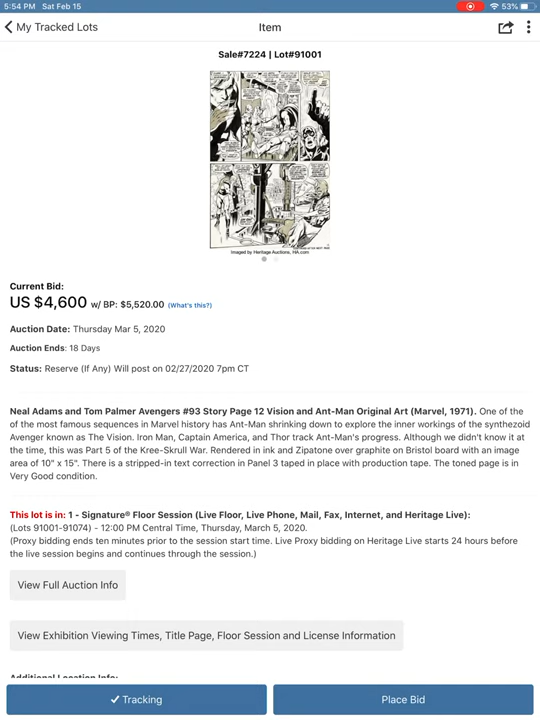 5:54 PM Sat Feb 15
53%
My Tracked Lots
Item
Sale#7224 | Lot#91001
Imaged by Heritage Auctions, HA.com
Current Bid:
US $4,600 w/ BP: $5,520.00 (What's this?)
Auction Date: Thursday Mar 5, 2020
Auction Ends: 18 Days
Status: Reserve (If Any) Will post on 02/27/2020 7pm CT
Neal Adams and Tom Palmer Avengers #93 Story Page 12 Vision and Ant-Man Original Art (Marvel, 1971). One of the
of the most famous sequences in Marvel history has Ant-Man shrinking down to explore the inner workings of the synthezoid
Avenger known as The Vision. Iron Man, Captain America, and Thor track Ant-Man's progress. Although we didn't know it at
the time, this was Part 5 of the Kree-Skrull War. Rendered in ink and Zipatone over graphite on Bristol board with an image
area of 10" x 15". There is a stripped-in text correction in Panel 3 taped in place with production tape. The toned page is in
Very Good condition.
This lot is in: 1 - Signature® Floor Session (Live Floor, Live Phone, Mail, Fax, Internet, and Heritage Live):
(Lots 91001-91074) - 12:00 PM Central Time, Thursday, March 5, 2020.
(Proxy bidding ends ten minutes prior to the session start time. Live Proxy bidding on Heritage Live starts 24 hours before
the live session begins and continues through the session.)
View Full Auction Info
View Exhibition Viewing Times, Title Page, Floor Session and License Information
Additional Location Info:
Tracking
Place Bid